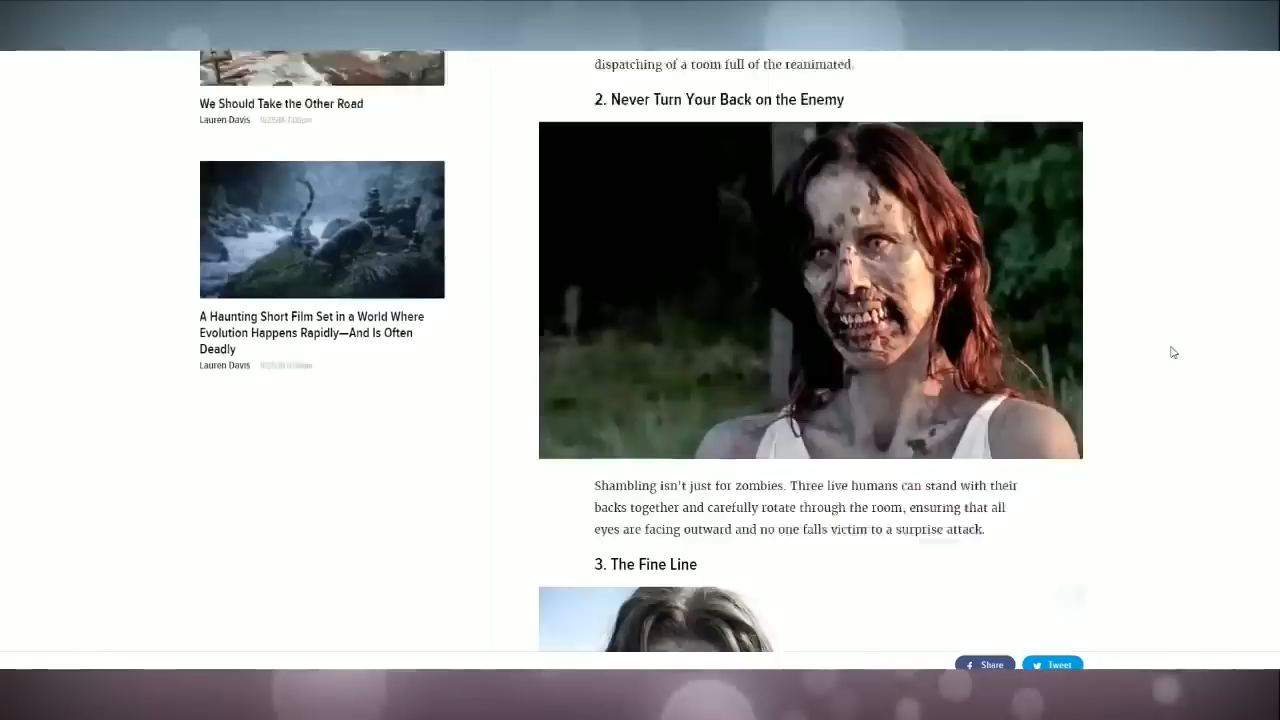 We Should Take the Other Road
Lauren Davis
A Haunting Short Film Set in a World Where
Evolution Happens Rapidly—And Is Often
Deadly
Lauren Davis
dispatching of a room full of the reanimated.
2. Never Turn Your Back on the Enemy
Shambling isn't just for zombies. Three live humans can stand with their
backs together and carefully rotate through the room, ensuring that all
eyes are facing outward and no one falls victim to a surprise attack.
3. The Fine Line
Share
Tweet